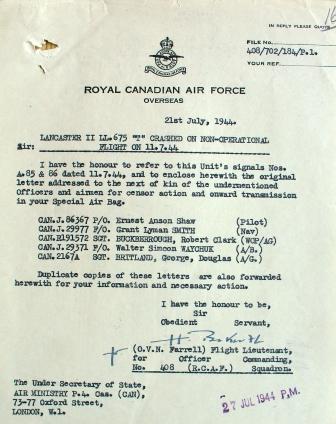 IN REPLY PLEASE QUOTE
FILE No.
408/702/184/P.1.
YOUR REF.
ROYAL CANADIAN AIR FORCE
OVERSEAS
21st July, 1944.
LANCASTER II LL.675 "Z" CRASHED ON NON-OPERATIONAL
Sir: FLIGHT ON 11.7.44
I have the honour to refer to this Unit's signals Nos.
A.85 & 86 dated 11.7.44, and to enclose herewith the original
letter addressed to the next of kin of the undermentioned
Officers and airmen for censor action and onward transmission
in your Special Air Bag.
CAN.J.86367 P/O. Ernest Anson Shaw (Pilot)
CAN.J.29977 F/O. Grant Lyman SMITH (Nav)
CAN.R191572 SGT. BUCKBERROUGH, Robert Clark (WOP/AG)
CAN.J.29371 F/O. Walter Simeon WAYCHUK (A/B.)
CAN.2167A SGT. BRITLAND, George, Douglas (A/G.)
Duplicate copies of these letters are also forwarded
herewith for your information and necessary action.
I have the honour to be,
Sir
Obedient Servant,
(O.V.N. Farrell) Flight Lieutenant,
for Officer Commanding,
No. 408 (R.C.A.F.) Squadron.
The Under Secretary of State,
AIR MINISTRY P.4. Cas. (CAN),
73-77 Oxford Street,
LONDON, W.1.
27 JUL 1944 P.M.